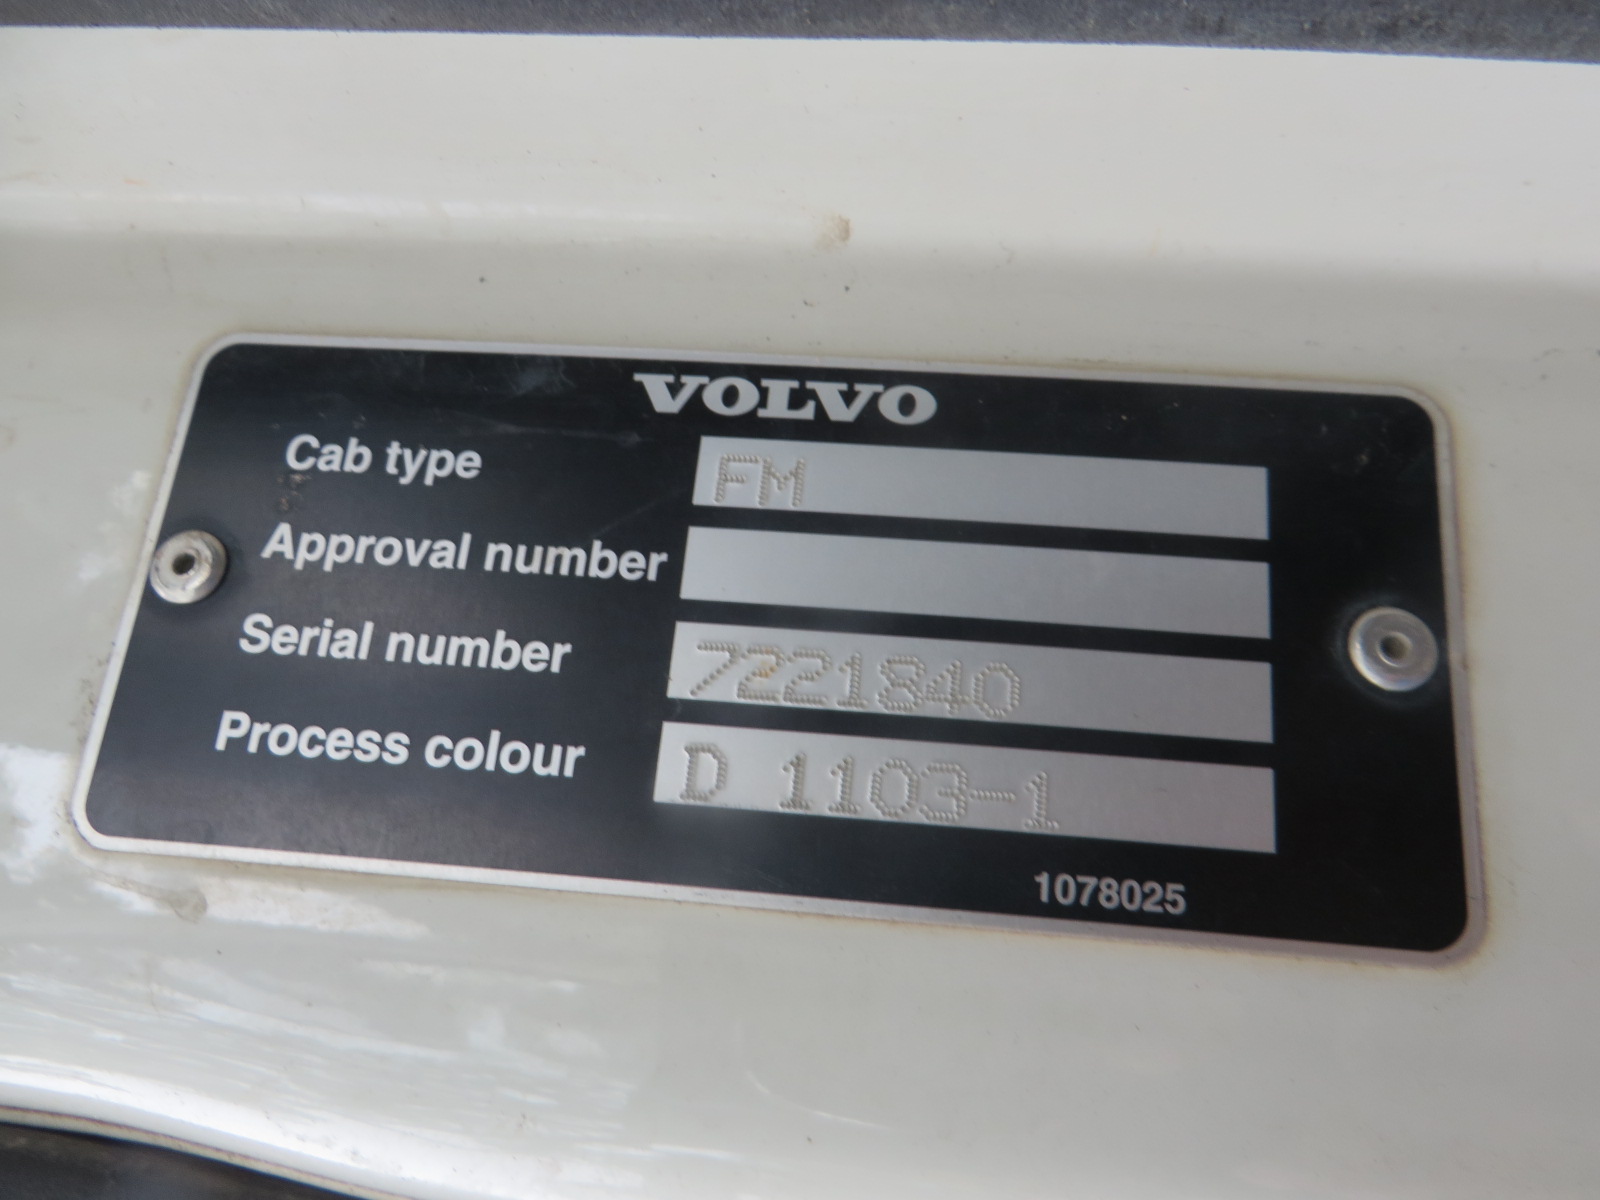 VOLVO
Cab type FM
Approval number
Serial number 7221840
Process colour D 1103-1
1078025